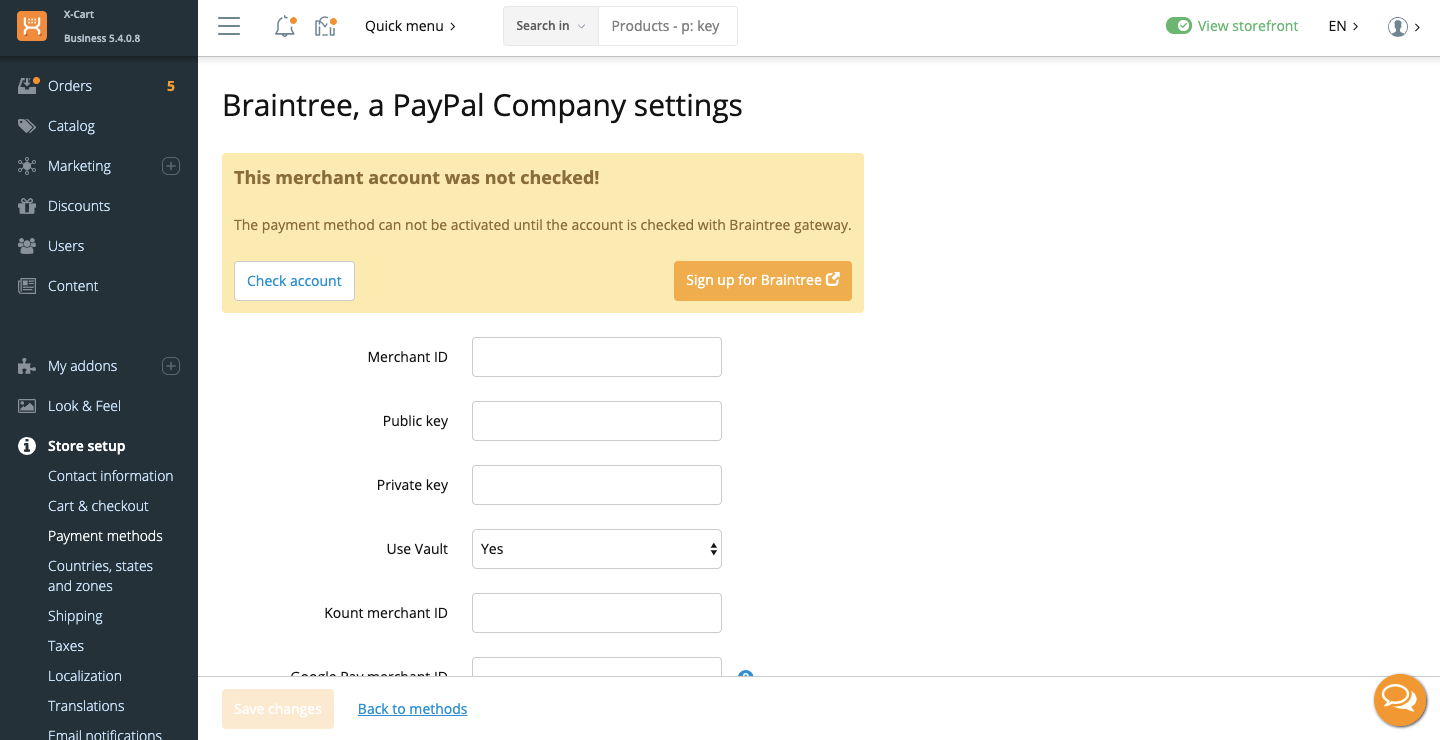 X-Cart
Business 5.4.0.8
Quick menu
Search in
Products - p: key
View storefront
EN
Orders
5
Catalog
Marketing
Discounts
Users
Content
My addons
Look & Feel
Store setup
Contact information
Cart & checkout
Payment methods
Countries, states
and zones
Shipping
Taxes
Localization
Translations
Email notifications
Braintree, a PayPal Company settings
This merchant account was not checked!
The payment method can not be activated until the account is checked with Braintree gateway.
Check account
Sign up for Braintree
Merchant ID
Public key
Private key
Use Vault
Yes
Kount merchant ID
Google Pay merchant ID
Save changes
Back to methods